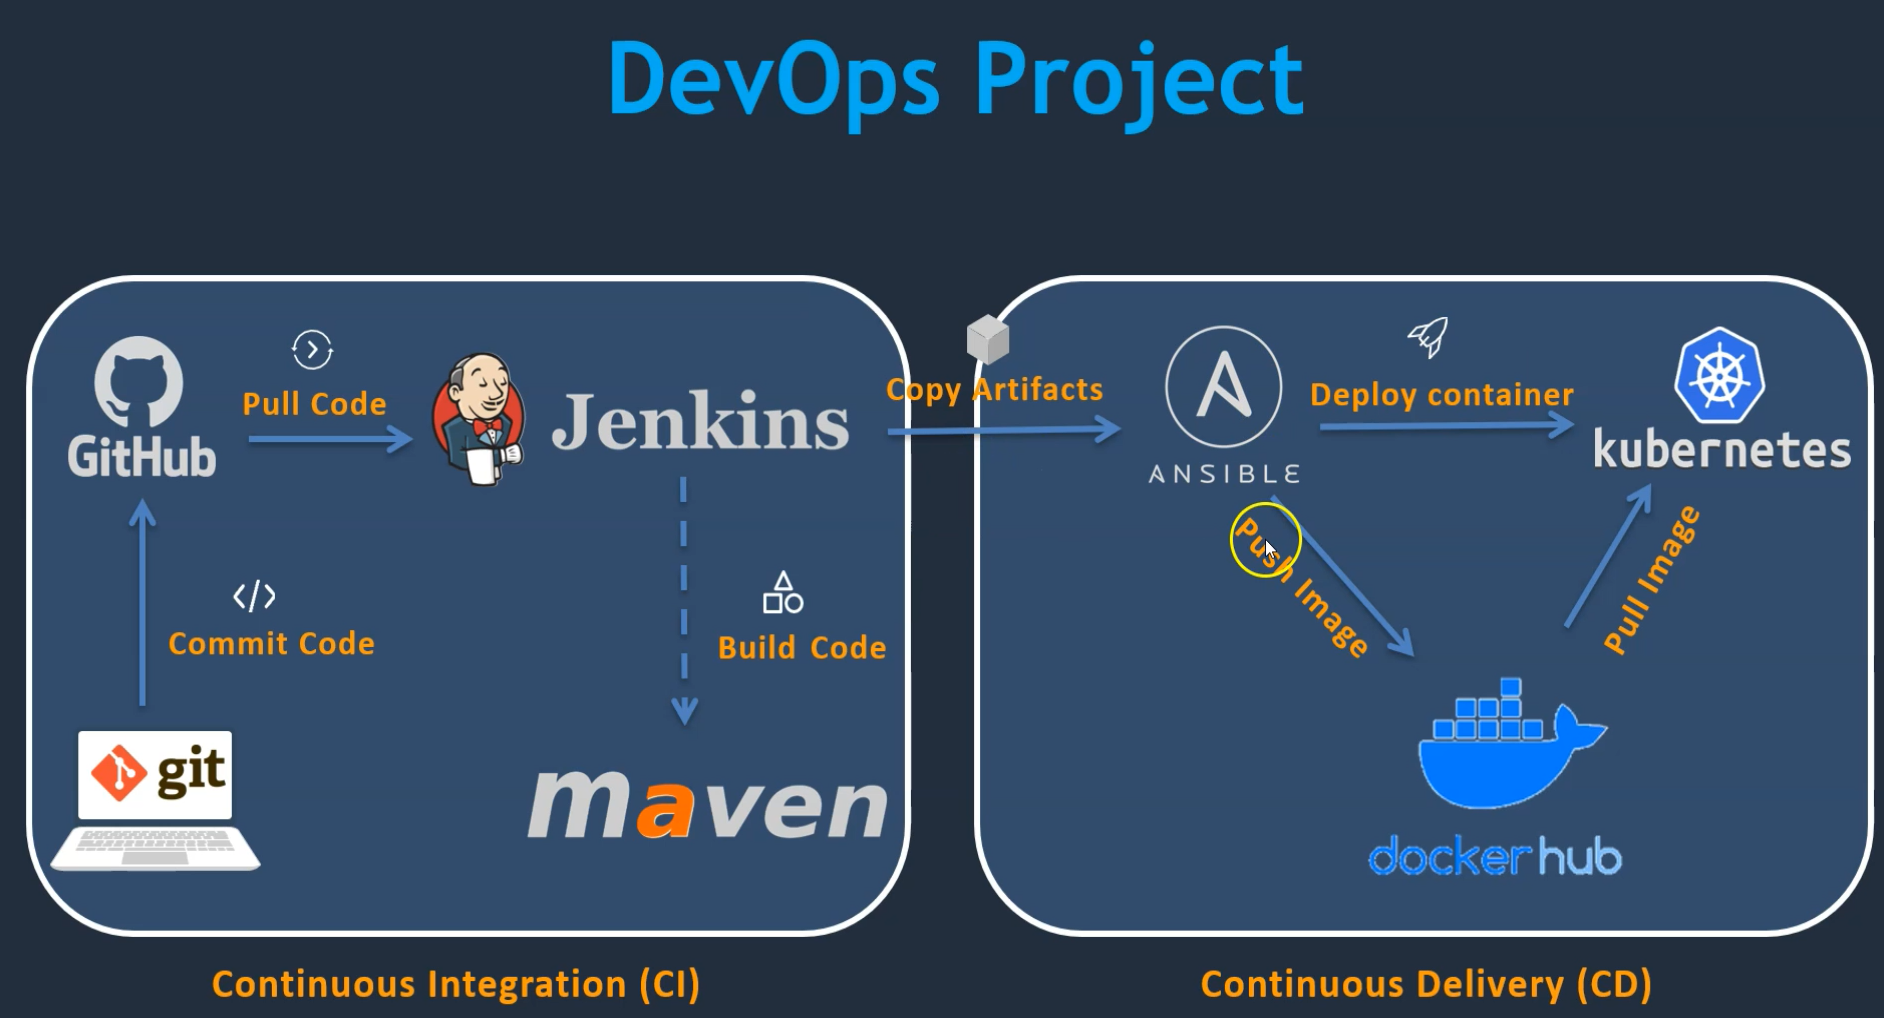 DevOps Project
Pull Code
GitHub
Jenkins
Commit Code
Build Code
git
maven
Continuous Integration (CI)
Copy Artifacts
ANSIBLE
Deploy container
kubernetes
Push Image
Pull Image
docker hub
Continuous Delivery (CD)